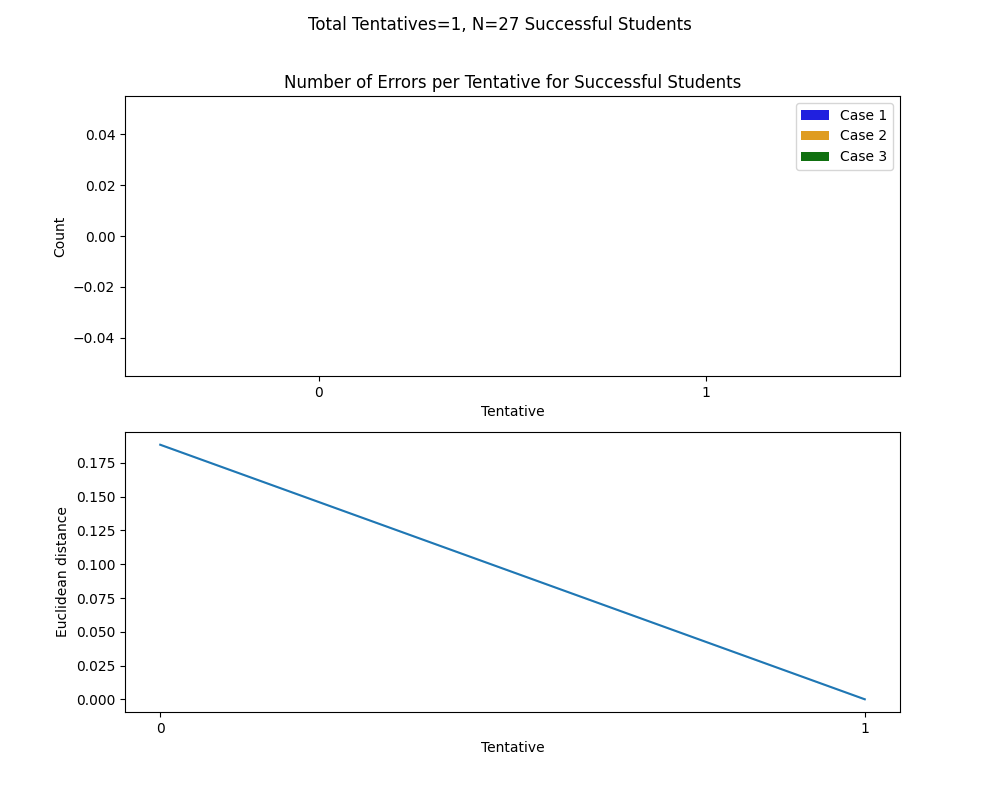 Total Tentatives=1, N=27 Successful Students
Number of Errors per Tentative for Successful Students
Case 1
Case 2
Case 3
0.04
0.02
0.00
−0.02
−0.04
Count
0 1
Tentative
0.175
0.150
0.125
0.100
0.075
0.050
0.025
0.000
Euclidean distance
0 1
Tentative